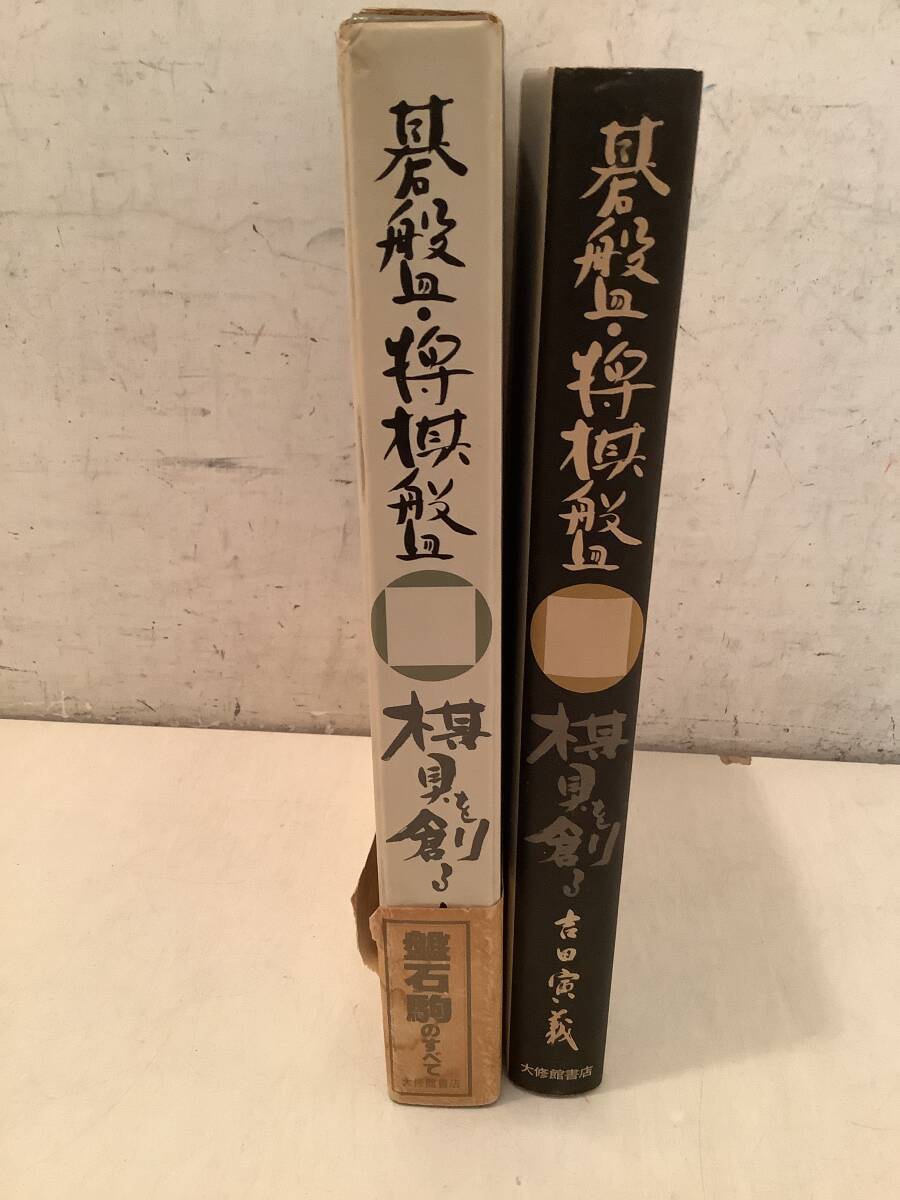 碁盤・将棋盤
棋具を創る
盤石駒のすべて
大修館書店
碁盤・将棋盤
棋具を創る
吉田寅義
大修館書店